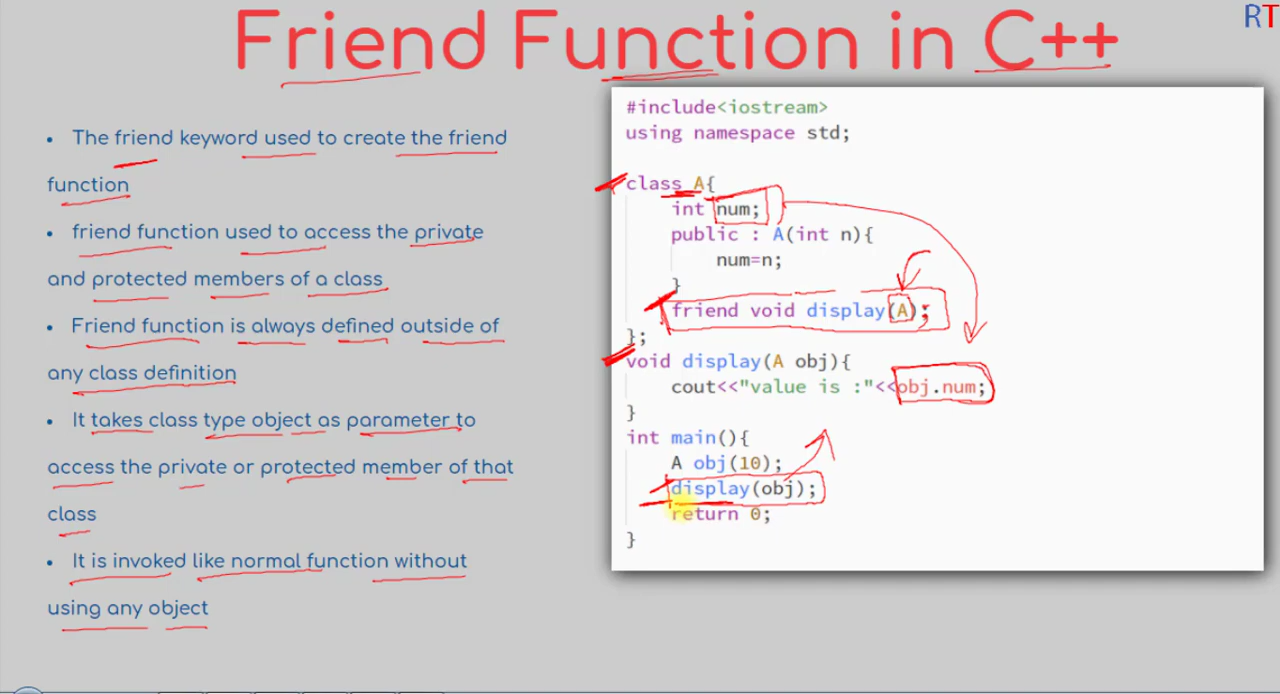 Friend Function in C++
RT
• The friend keyword used to create the friend
function
• friend function used to access the private
and protected members of a class
• Friend function is always defined outside of
any class definition
• It takes class type object as parameter to
access the private or protected member of that
class
• It is invoked like normal function without
using any object
#include<iostream>
using namespace std;
class A{
int num;
public : A(int n){
num=n;
}
friend void display(A);
};
void display(A obj){
cout<<"value is :"<<obj.num;
}
int main(){
A obj(10);
display(obj);
return 0;
}